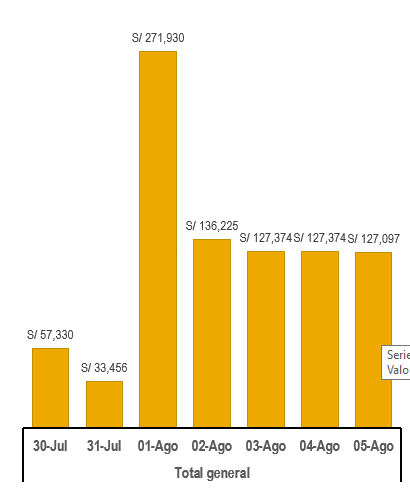 S/ 271,930
S/ 136,225
S/ 127,374 S/ 127,374 S/ 127,097
S/ 57,330
S/ 33,456
Serie
Valo
30-Jul 31-Jul 01-Ago 02-Ago 03-Ago 04-Ago 05-Ago
Total general